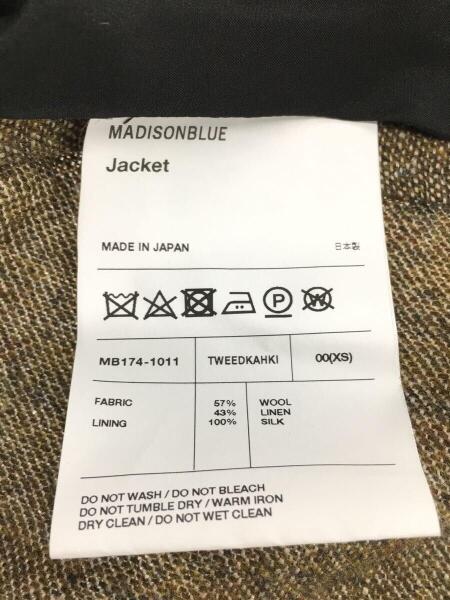 MADISONBLUE
Jacket
MADE IN JAPAN 日本製
P W
MB174-1011 TWEEDKAHKI 00(XS)
FABRIC 57% WOOL
43% LINEN
LINING 100% SILK
DO NOT WASH / DO NOT BLEACH
DO NOT TUMBLE DRY / WARM IRON
DRY CLEAN / DO NOT WET CLEAN